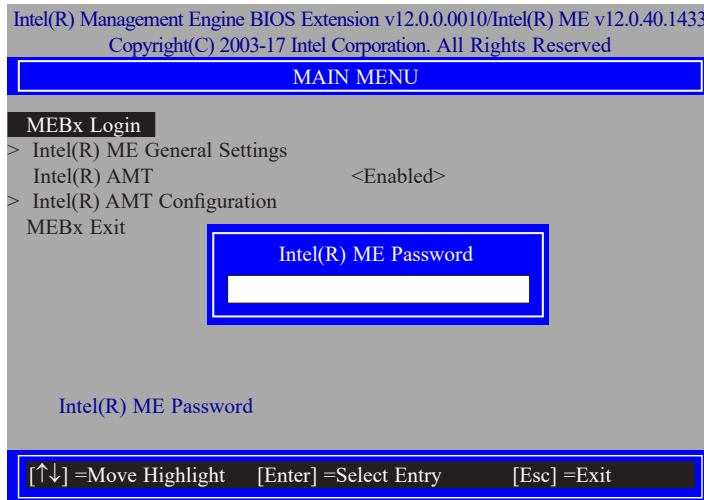 Intel(R) Management Engine BIOS Extension v12.0.0.0010/Intel(R) ME v12.0.40.1433
Copyright(C) 2003-17 Intel Corporation. All Rights Reserved
MAIN MENU
MEBx Login
> Intel(R) ME General Settings
Intel(R) AMT <Enabled>
> Intel(R) AMT Configuration
MEBx Exit
Intel(R) ME Password
Intel(R) ME Password
[↑↓] =Move Highlight [Enter] =Select Entry [Esc] =Exit